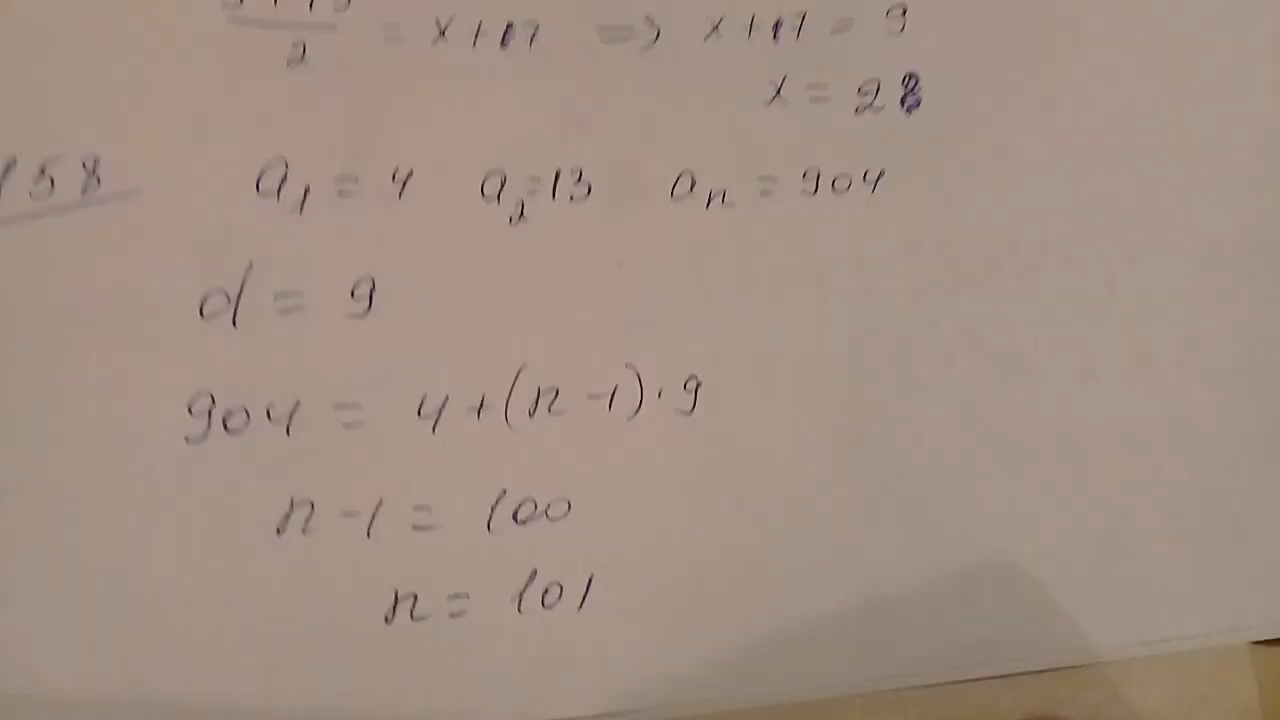 2 = x+17 => x+17 = 9
x = 28
158 a₁ = 4 a₂ = 13 aₙ = 904
d = 9
904 = 4+(n-1)·9
n-1 = 100
n = 101